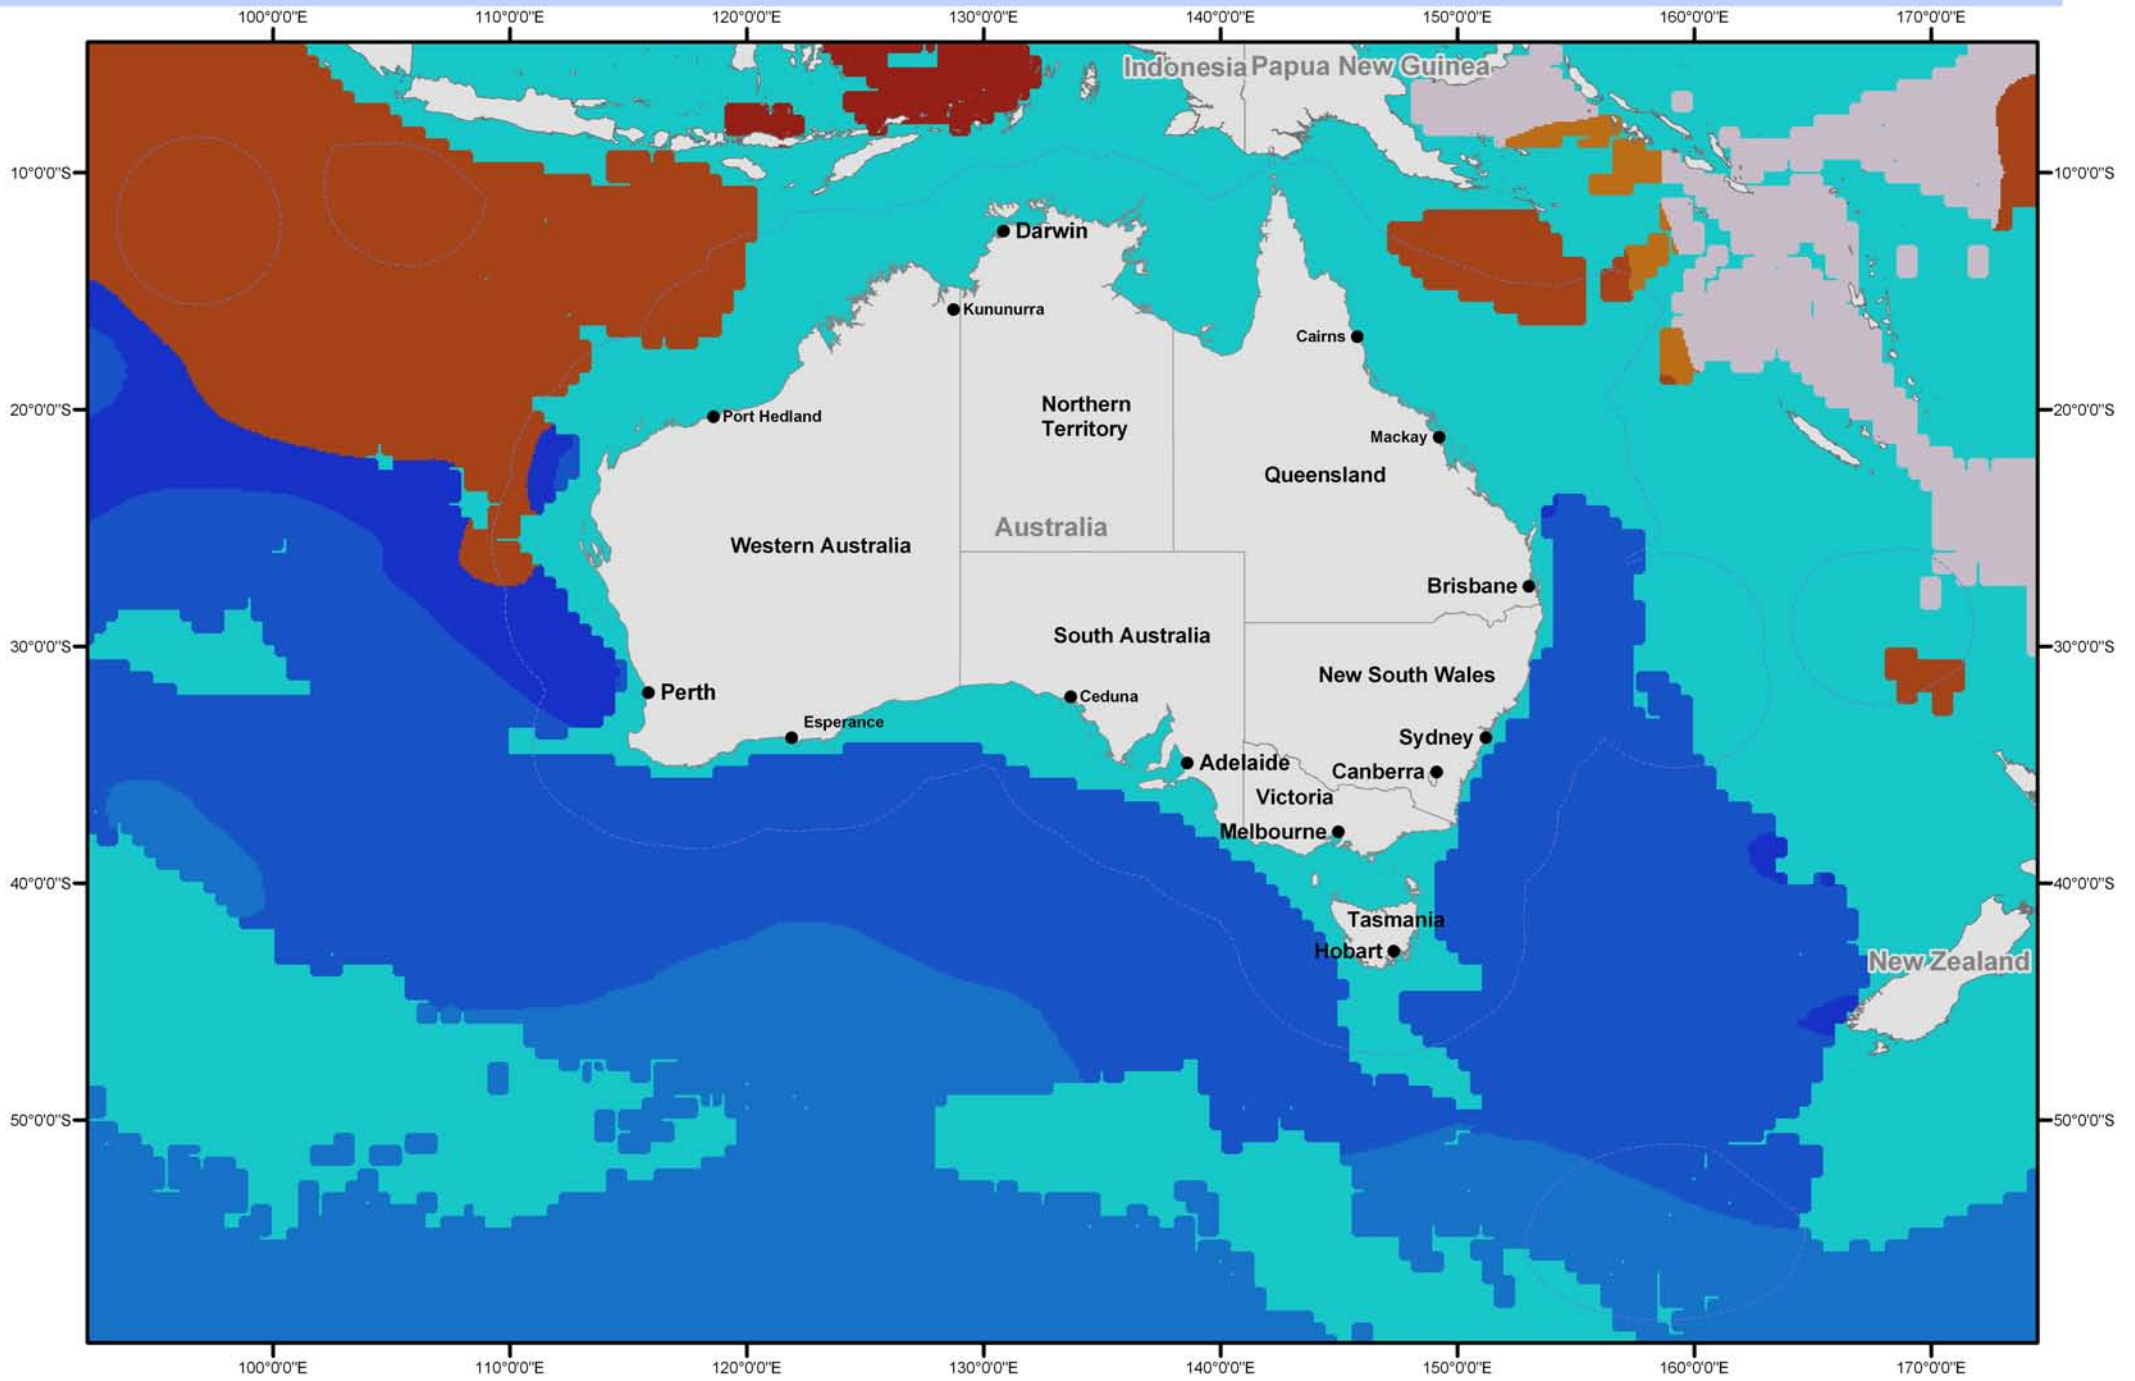 100°0'0"E 110°0'0"E 120°0'0"E 130°0'0"E 140°0'0"E 150°0'0"E 160°0'0"E 170°0'0"E
Indonesia Papua New Guinea
10°0'0"S 10°0'0"S
Darwin
Kununurra
Cairns
Northern
Territory
20°0'0"S 20°0'0"S
Port Hedland
Mackay
Queensland
Australia
Western Australia
Brisbane
South Australia
30°0'0"S 30°0'0"S
New South Wales
Perth
Ceduna
Esperance
Sydney
Adelaide
Canberra
Victoria
Melbourne
40°0'0"S 40°0'0"S
Tasmania
Hobart
New Zealand
50°0'0"S 50°0'0"S
100°0'0"E 110°0'0"E 120°0'0"E 130°0'0"E 140°0'0"E 150°0'0"E 160°0'0"E 170°0'0"E